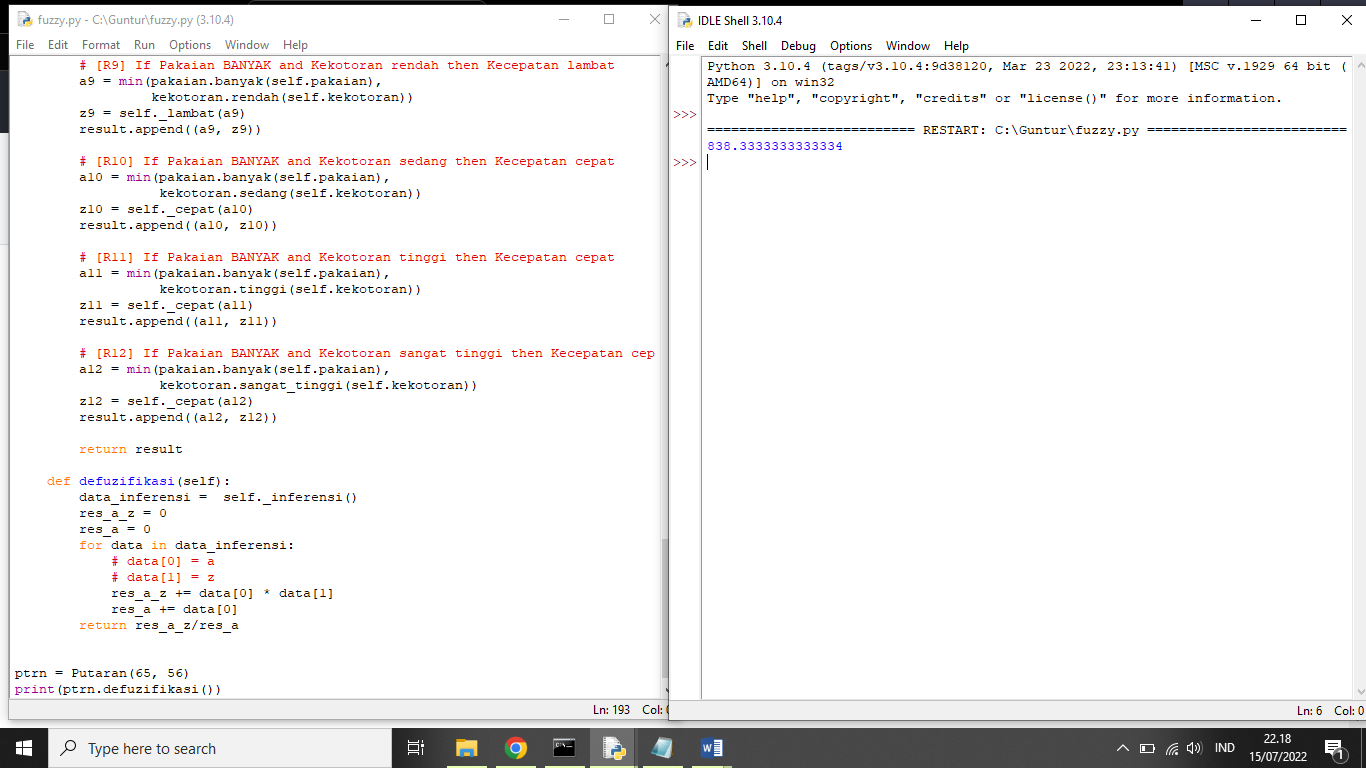 fuzzy.py - C:\Guntur\fuzzy.py (3.10.4)
File Edit Format Run Options Window Help
        # [R9] If Pakaian BANYAK and Kekotoran rendah then Kecepatan lambat
        a9 = min(pakaian.banyak(self.pakaian),
                 kekotoran.rendah(self.kekotoran))
        z9 = self._lambat(a9)
        result.append((a9, z9))
        # [R10] If Pakaian BANYAK and Kekotoran sedang then Kecepatan cepat
        a10 = min(pakaian.banyak(self.pakaian),
                  kekotoran.sedang(self.kekotoran))
        z10 = self._cepat(a10)
        result.append((a10, z10))
        # [R11] If Pakaian BANYAK and Kekotoran tinggi then Kecepatan cepat
        a11 = min(pakaian.banyak(self.pakaian),
                  kekotoran.tinggi(self.kekotoran))
        z11 = self._cepat(a11)
        result.append((a11, z11))
        # [R12] If Pakaian BANYAK and Kekotoran sangat tinggi then Kecepatan cep
        a12 = min(pakaian.banyak(self.pakaian),
                  kekotoran.sangat_tinggi(self.kekotoran))
        z12 = self._cepat(a12)
        result.append((a12, z12))
        return result
    def defuzifikasi(self):
        data_inferensi =  self._inferensi()
        res_a_z = 0
        res_a = 0
        for data in data_inferensi:
            # data[0] = a
            # data[1] = z
            res_a_z += data[0] * data[1]
            res_a += data[0]
        return res_a_z/res_a
ptrn = Putaran(65, 56)
print(ptrn.defuzifikasi())
Ln: 193 Col: 0
IDLE Shell 3.10.4
File Edit Shell Debug Options Window Help
Python 3.10.4 (tags/v3.10.4:9d38120, Mar 23 2022, 23:13:41) [MSC v.1929 64 bit (
AMD64)] on win32
Type "help", "copyright", "credits" or "license()" for more information.
>>>
========================== RESTART: C:\Guntur\fuzzy.py =========================
838.3333333333334
>>>
Ln: 6 Col: 0
Type here to search
IND
22.18
15/07/2022
1